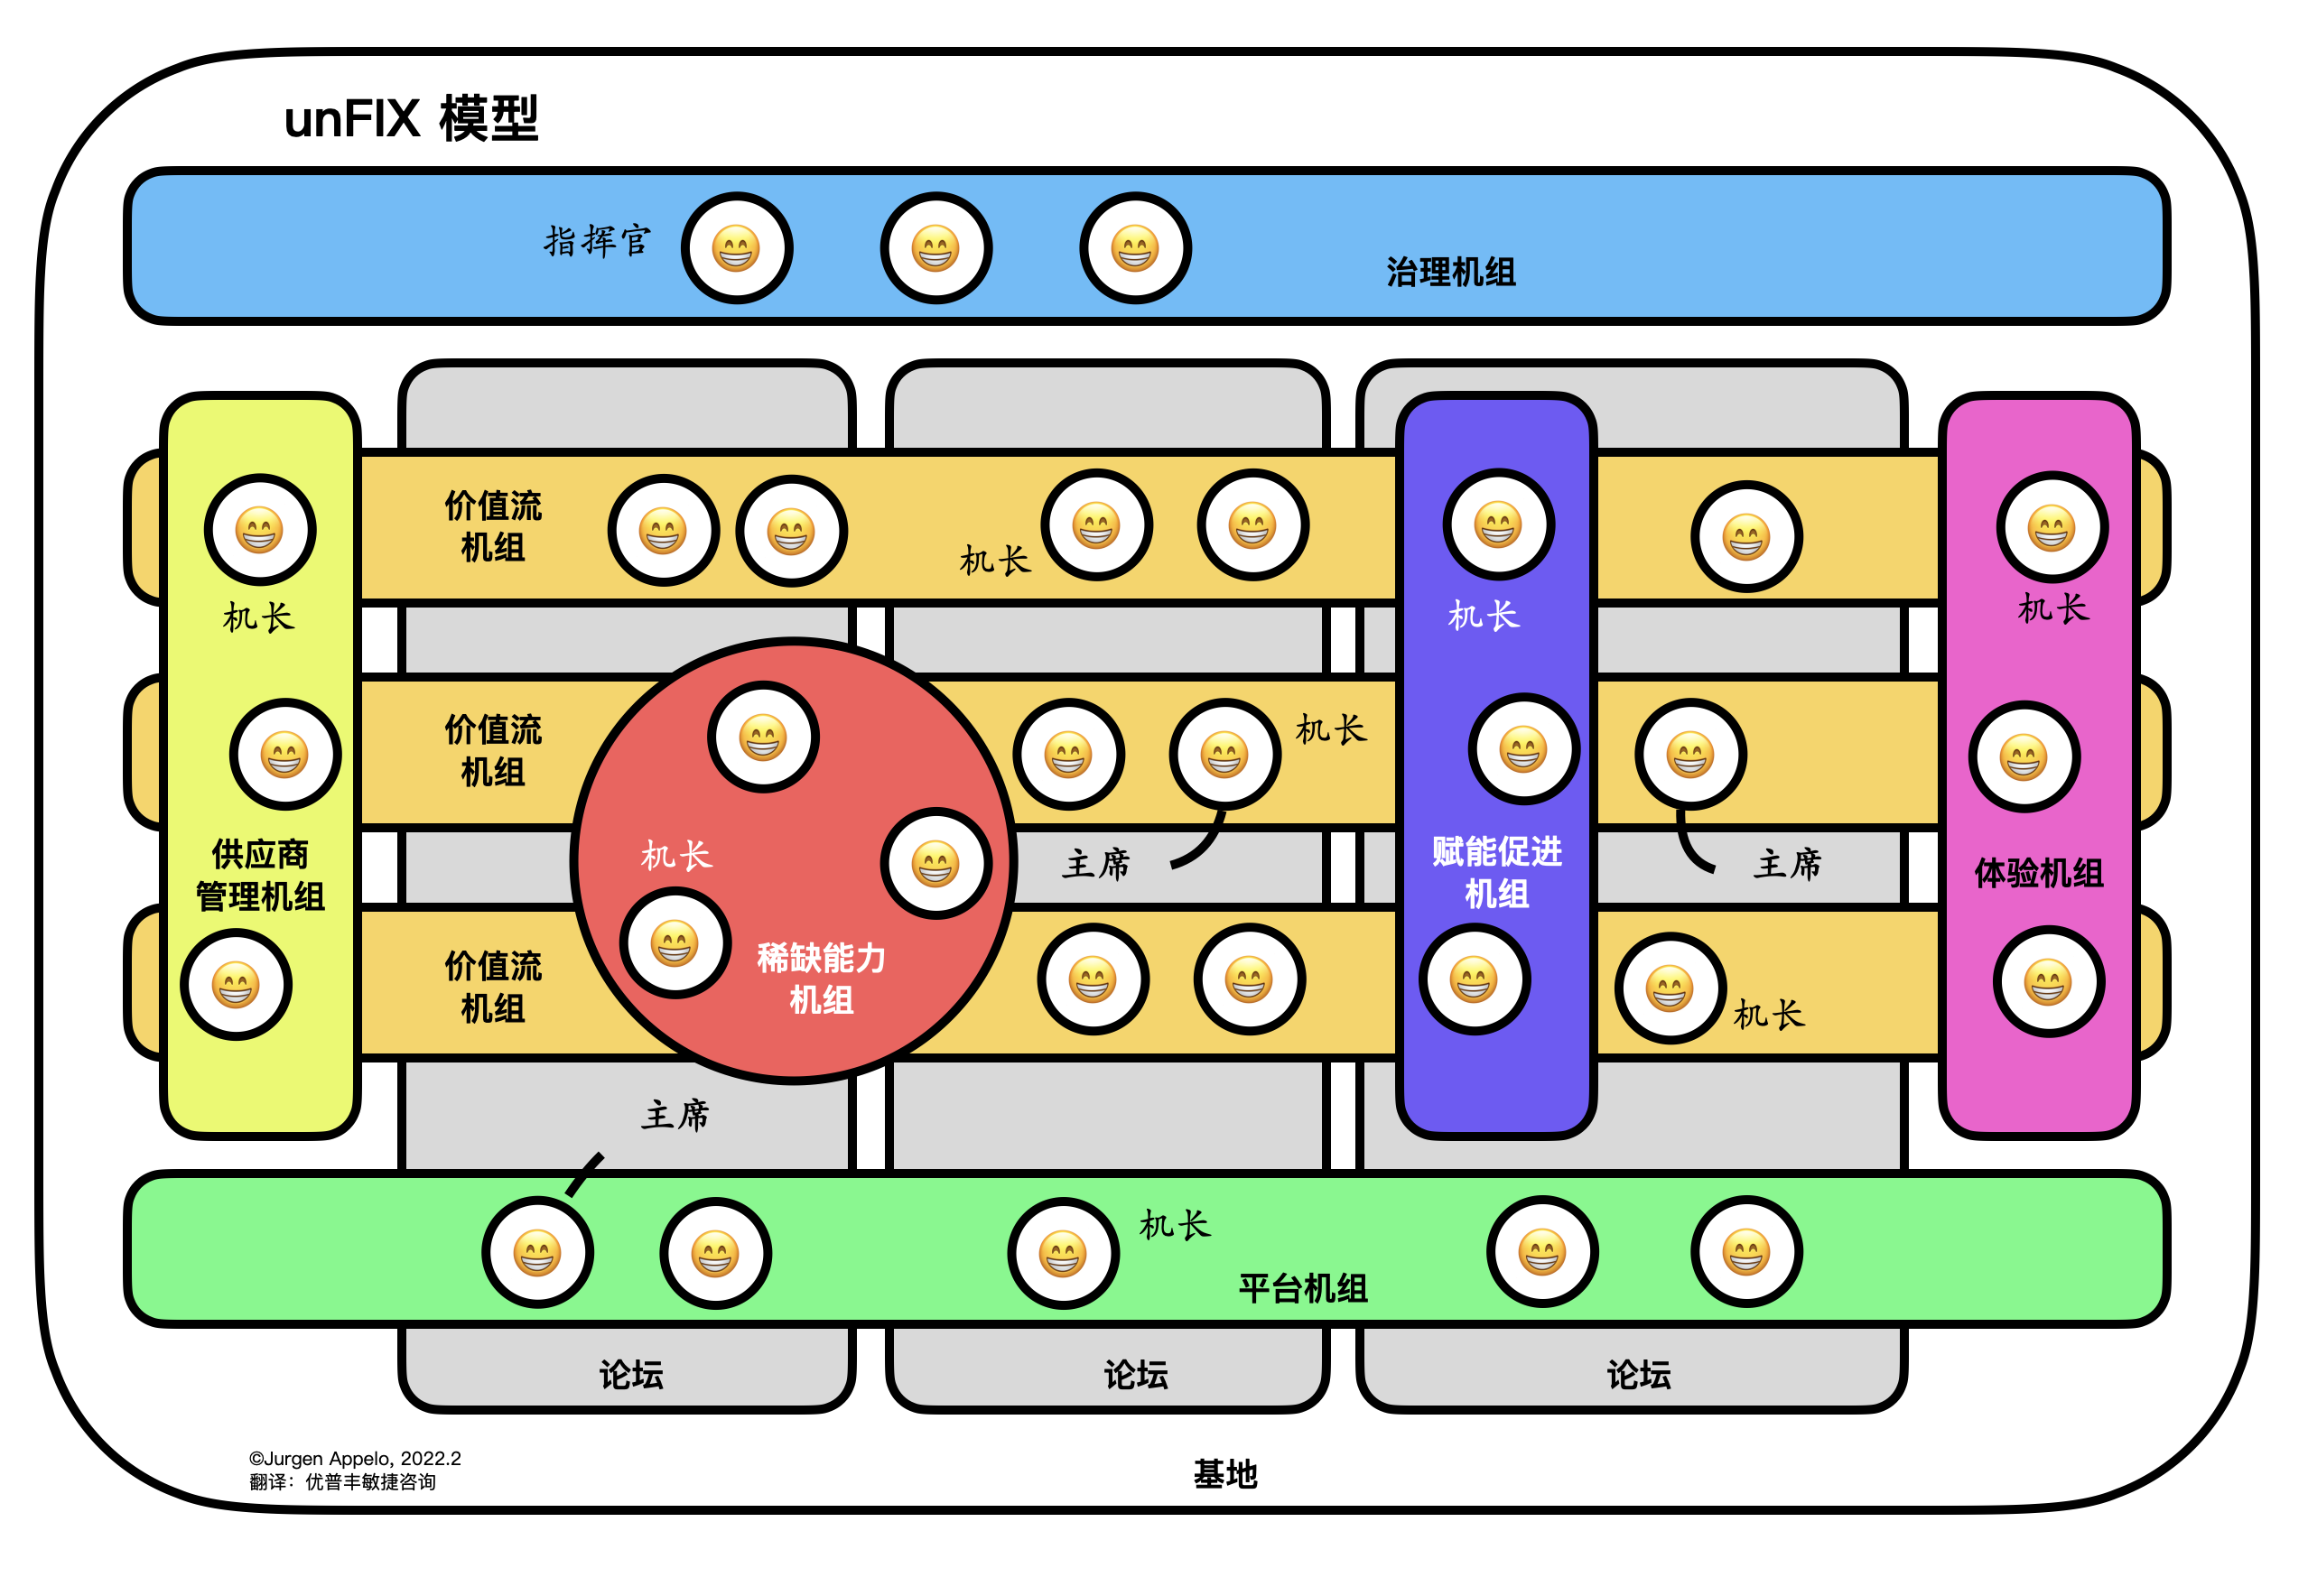 unFIX 模型
指挥官
治理机组
价值流
机组
机长
机长
机长
机长
价值流
机组
机长
供应商
管理机组
机长
主席
赋能促进
机组
主席
体验机组
价值流
机组
稀缺能力
机组
机长
主席
机长
平台机组
论坛
论坛
论坛
©Jurgen Appelo, 2022.2
翻译：优普丰敏捷咨询
基地